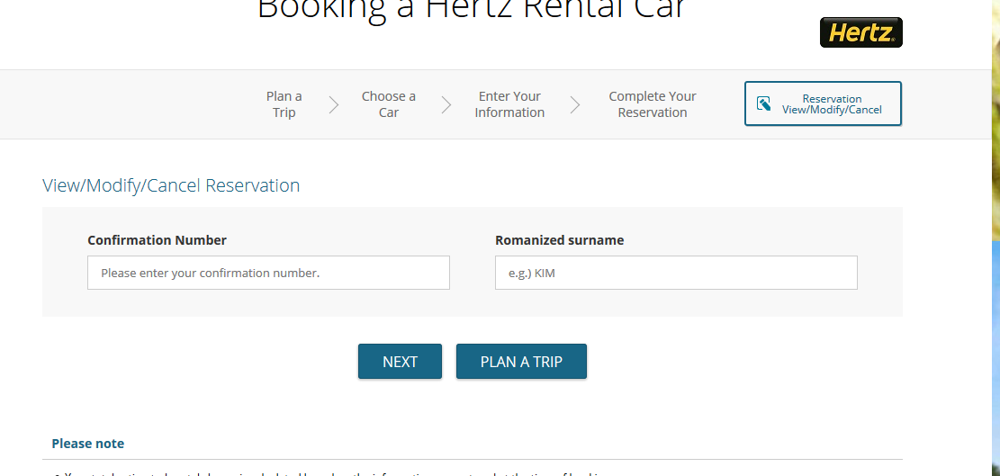 Booking a Hertz Rental Car
Hertz
Plan a
Trip
Choose a
Car
Enter Your
Information
Complete Your
Reservation
Reservation
View/Modify/Cancel
View/Modify/Cancel Reservation
Confirmation Number
Romanized surname
Please enter your confirmation number.
e.g.) KIM
NEXT
PLAN A TRIP
Please note